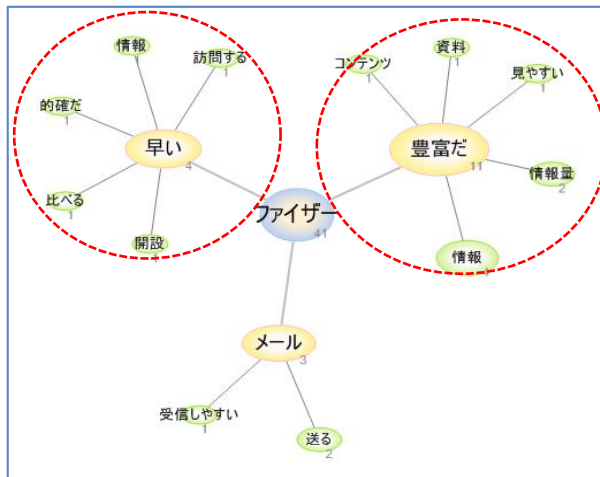 情報
1
訪問する
1
的確だ
1
早い
4
比べる
1
開設
1
コンテンツ
1
資料
1
見やすい
1
豊富だ
11
情報量
2
情報
4
ファイザー
41
メール
3
受信しやすい
1
送る
2